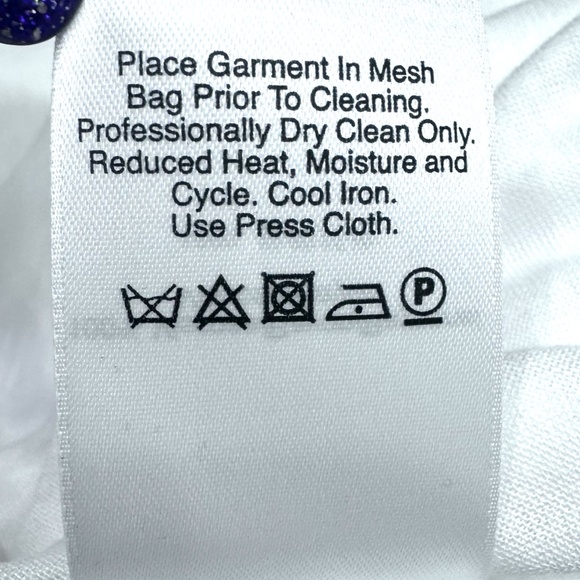 Place Garment In Mesh
Bag Prior To Cleaning.
Professionally Dry Clean Only.
Reduced Heat, Moisture and
Cycle. Cool Iron.
Use Press Cloth.
P